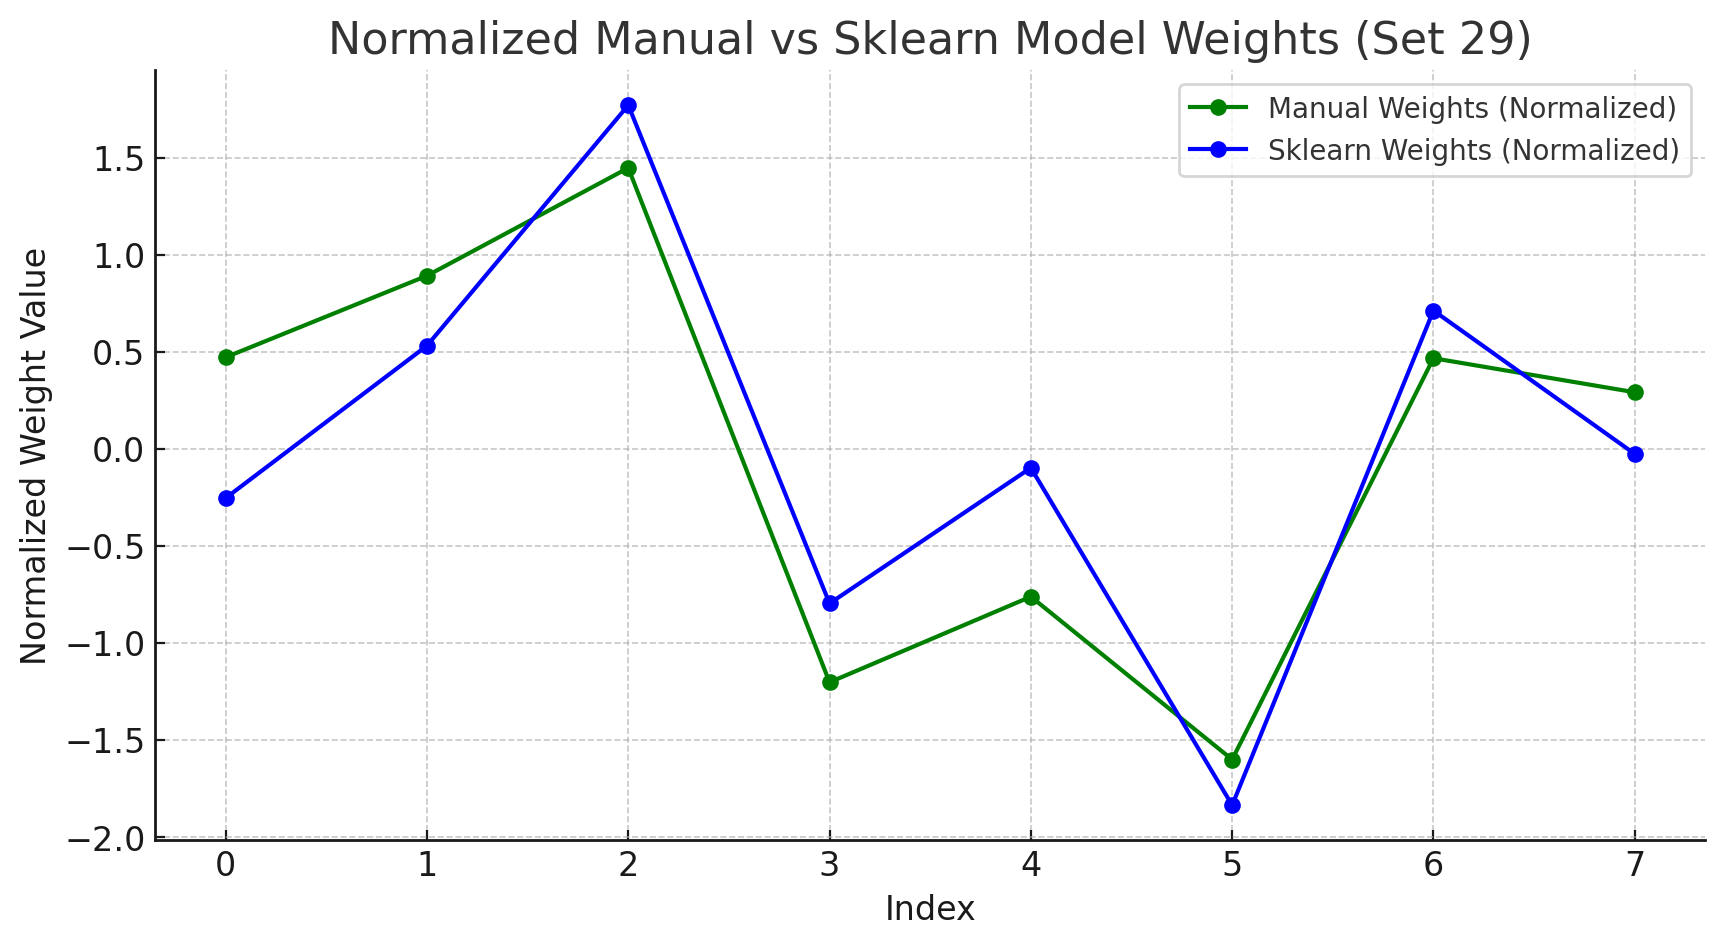 Normalized Manual vs Sklearn Model Weights (Set 29)
Manual Weights (Normalized)
Sklearn Weights (Normalized)
Normalized Weight Value
1.5
1.0
0.5
0.0
−0.5
−1.0
−1.5
−2.0
0 1 2 3 4 5 6 7
Index